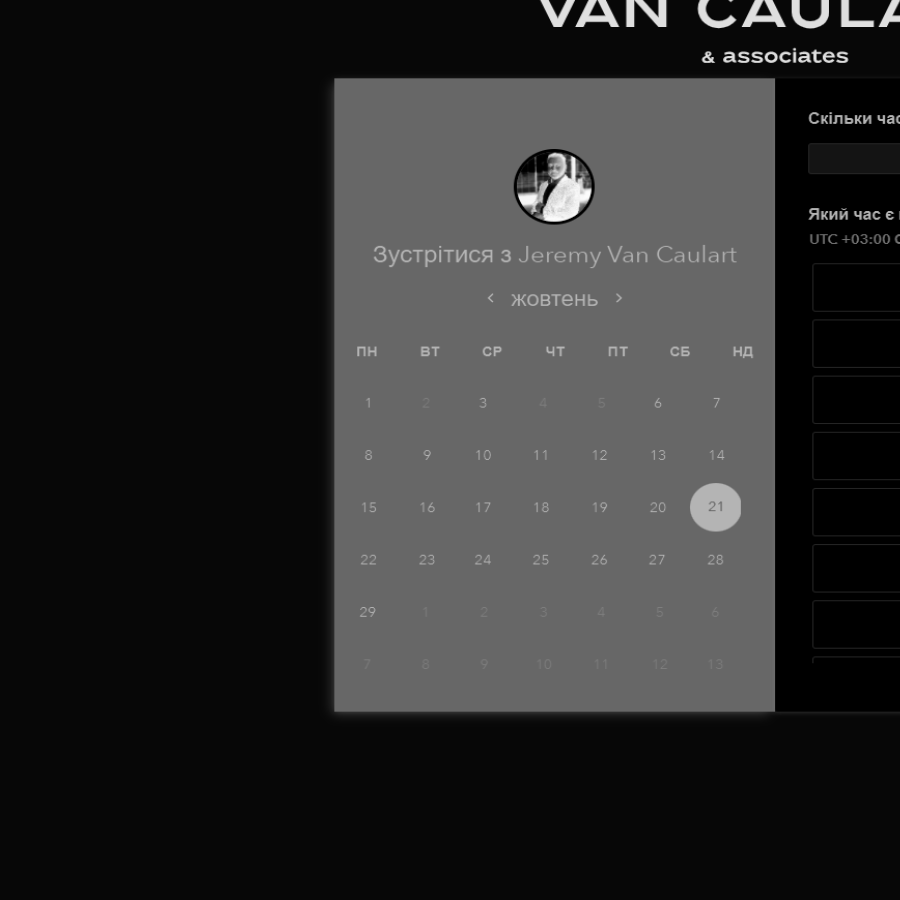 VAN CAULA
& associates
Зустрітися з Jeremy Van Caulart
< жовтень >
ПН ВТ СР ЧТ ПТ СБ НД
1 2 3 4 5 6 7
8 9 10 11 12 13 14
15 16 17 18 19 20 21
22 23 24 25 26 27 28
29 1 2 3 4 5 6
7 8 9 10 11 12 13
Скільки час
Який час є
UTC +03:00